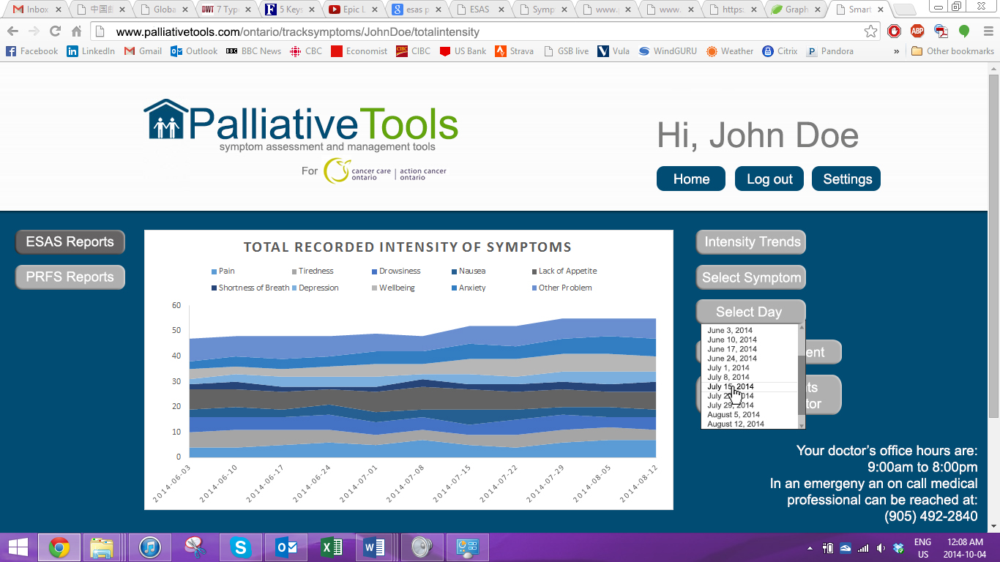 Inbox
中国曲
Globa
DWT 7 Type
F 5 Keys
Epic L
esas p
ESAS
Symp
www.p
www.
https:
Graph
Smart
www.palliativetools.com/ontario/tracksymptoms/JohnDoe/totalintensity
ABP
Facebook LinkedIn Gmail Outlook BBC News CBC Economist CIBC US Bank Strava GSB live Vula WindGURU Weather Citrix Pandora » Other bookmarks
PalliativeTools
symptom assessment and management tools
For cancer care ontario | action cancer ontario
Hi, John Doe
Home Log out Settings
ESAS Reports
PRFS Reports
TOTAL RECORDED INTENSITY OF SYMPTOMS
Pain Tiredness Drowsiness Nausea Lack of Appetite
Shortness of Breath Depression Wellbeing Anxiety Other Problem
60
50
40
30
20
10
0
2014-06-03 2014-06-10 2014-06-17 2014-06-24 2014-07-01 2014-07-08 2014-07-15 2014-07-22 2014-07-29 2014-08-05 2014-08-12
Intensity Trends
Select Symptom
Select Day
June 3, 2014
June 10, 2014
June 17, 2014
June 24, 2014
July 1, 2014
July 8, 2014
July 15, 2014
July 2 2014
July 29, 2014
August 5, 2014
August 12, 2014
ent
ts
tor
Your doctor's office hours are:
9:00am to 8:00pm
In an emergeny an on call medical
professional can be reached at:
(905) 492-2840
ENG
US
12:08 AM
2014-10-04